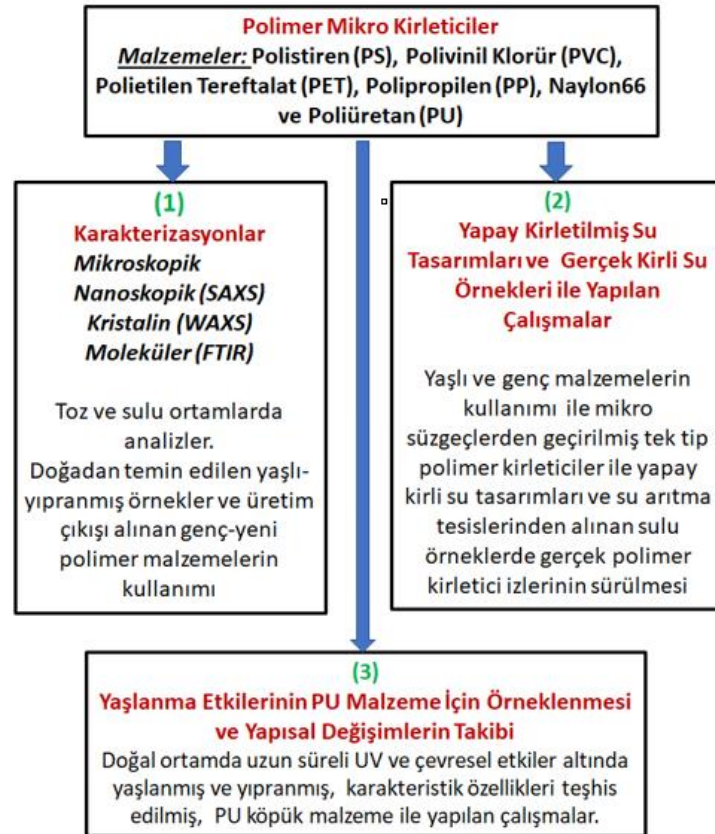 Polimer Mikro Kirleticiler
Malzemeler: Polistiren (PS), Polivinil Klorür (PVC),
Polietilen Tereftalat (PET), Polipropilen (PP), Naylon66
ve Poliüretan (PU)
(1)
Karakterizasyonlar
Mikroskopik
Nanoskopik (SAXS)
Kristalin (WAXS)
Moleküler (FTIR)
Toz ve sulu ortamlarda
analizler.
Doğadan temin edilen yaşlı-
yıpranmış örnekler ve üretim
çıkışı alınan genç-yeni
polimer malzemelerin
kullanımı
(2)
Yapay Kirletilmiş Su
Tasarımları ve Gerçek Kirli Su
Örnekleri ile Yapılan
Çalışmalar
Yaşlı ve genç malzemelerin
kullanımı ile mikro
süzgeçlerden geçirilmiş tek tip
polimer kirleticiler ile yapay
kirli su tasarımları ve su arıtma
tesislerinden alınan sulu
örneklerde gerçek polimer
kirletici izlerinin sürülmesi
(3)
Yaşlanma Etkilerinin PU Malzeme İçin Örneklenmesi
ve Yapısal Değişimlerin Takibi
Doğal ortamda uzun süreli UV ve çevresel etkiler altında
yaşlanmış ve yıpranmış, karakteristik özellikleri teşhis
edilmiş, PU köpük malzeme ile yapılan çalışmalar.